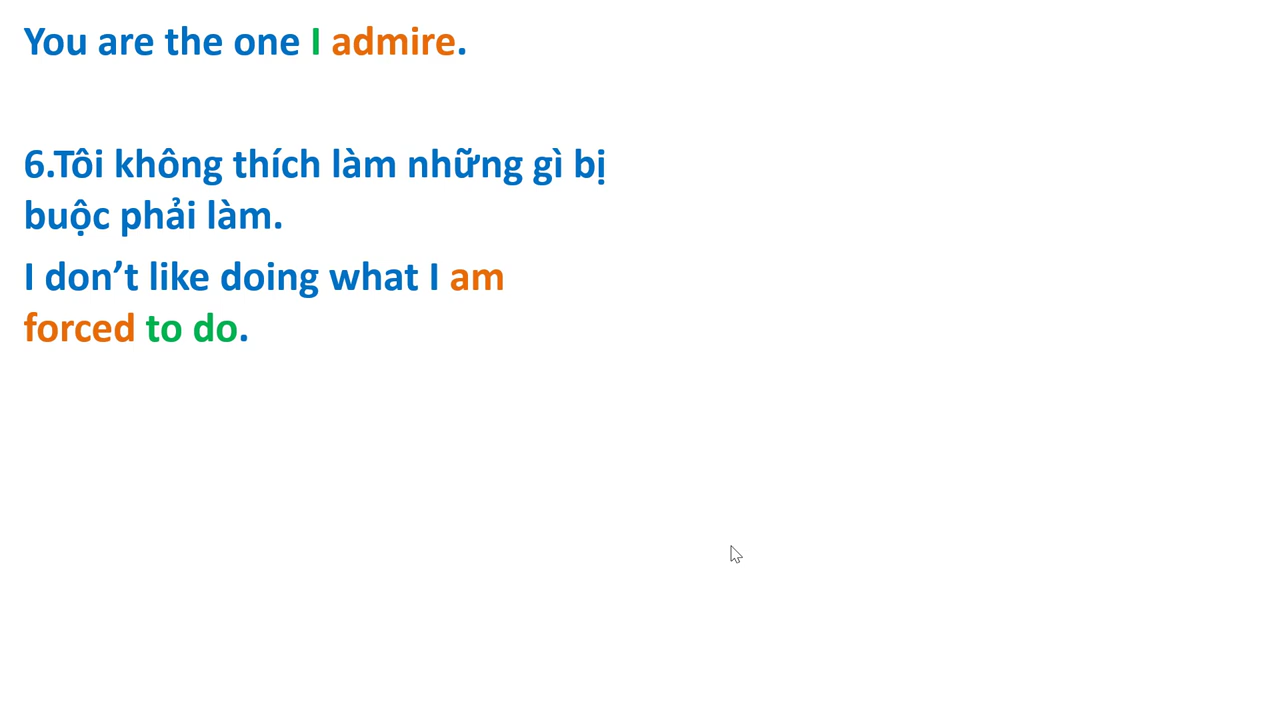 You are the one I admire.
6.Tôi không thích làm những gì bị
buộc phải làm.
I don’t like doing what I am
forced to do.